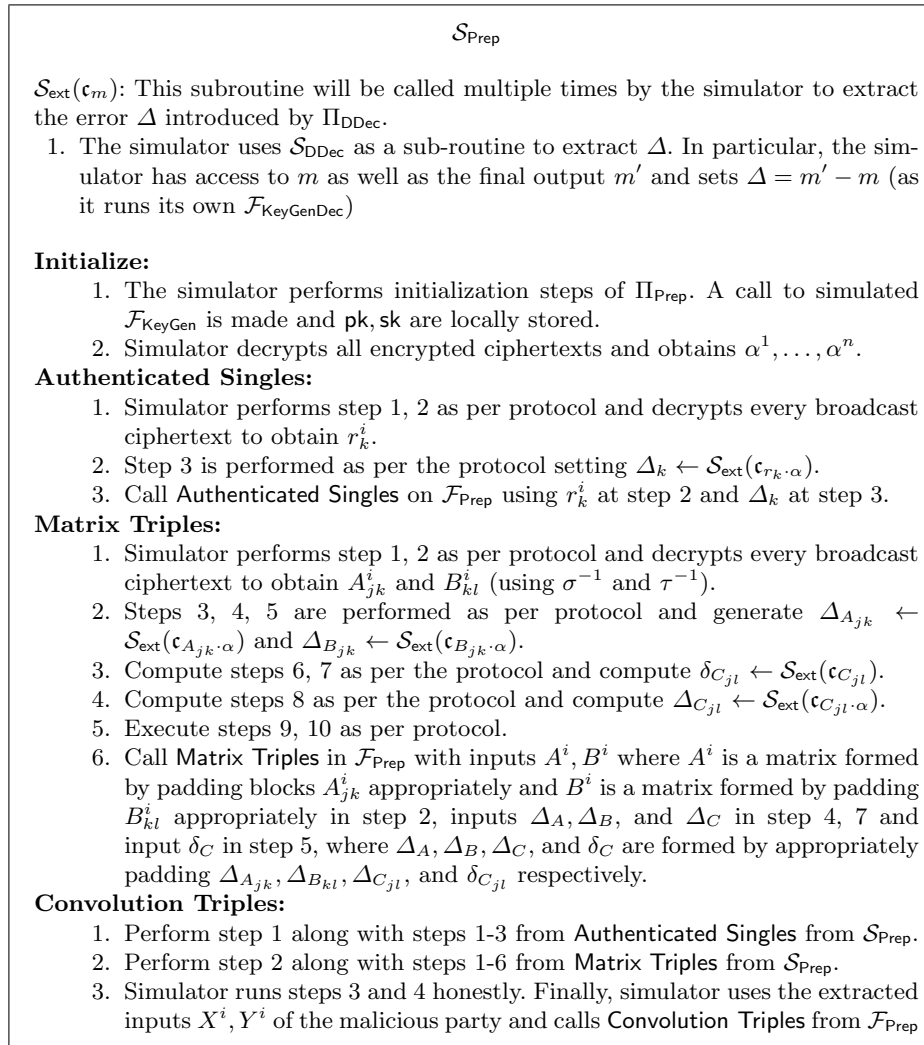 𝒮_Prep
𝒮_ext(𝔠_m): This subroutine will be called multiple times by the simulator to extract
the error Δ introduced by Π_DDec.
1. The simulator uses 𝒮_DDec as a sub-routine to extract Δ. In particular, the sim-
ulator has access to m as well as the final output m′ and sets Δ = m′ − m (as
it runs its own ℱ_KeyGenDec)
Initialize:
1. The simulator performs initialization steps of Π_Prep. A call to simulated
ℱ_KeyGen is made and pk, sk are locally stored.
2. Simulator decrypts all encrypted ciphertexts and obtains α^1, . . . , α^n.
Authenticated Singles:
1. Simulator performs step 1, 2 as per protocol and decrypts every broadcast
ciphertext to obtain r_k^i.
2. Step 3 is performed as per the protocol setting Δ_k ← 𝒮_ext(𝔠_{r_k·α}).
3. Call Authenticated Singles on ℱ_Prep using r_k^i at step 2 and Δ_k at step 3.
Matrix Triples:
1. Simulator performs step 1, 2 as per protocol and decrypts every broadcast
ciphertext to obtain A_{jk}^i and B_{kl}^i (using σ^{−1} and τ^{−1}).
2. Steps 3, 4, 5 are performed as per protocol and generate Δ_{A_{jk}} ←
𝒮_ext(𝔠_{A_{jk}·α}) and Δ_{B_{jk}} ← 𝒮_ext(𝔠_{B_{jk}·α}).
3. Compute steps 6, 7 as per the protocol and compute δ_{C_{jl}} ← 𝒮_ext(𝔠_{C_{jl}}).
4. Compute steps 8 as per the protocol and compute Δ_{C_{jl}} ← 𝒮_ext(𝔠_{C_{jl}·α}).
5. Execute steps 9, 10 as per protocol.
6. Call Matrix Triples in ℱ_Prep with inputs A^i, B^i where A^i is a matrix formed
by padding blocks A_{jk}^i appropriately and B^i is a matrix formed by padding
B_{kl}^i appropriately in step 2, inputs Δ_A, Δ_B, and Δ_C in step 4, 7 and
input δ_C in step 5, where Δ_A, Δ_B, Δ_C, and δ_C are formed by appropriately
padding Δ_{A_{jk}}, Δ_{B_{kl}}, Δ_{C_{jl}}, and δ_{C_{jl}} respectively.
Convolution Triples:
1. Perform step 1 along with steps 1-3 from Authenticated Singles from 𝒮_Prep.
2. Perform step 2 along with steps 1-6 from Matrix Triples from 𝒮_Prep.
3. Simulator runs steps 3 and 4 honestly. Finally, simulator uses the extracted
inputs X^i, Y^i of the malicious party and calls Convolution Triples from ℱ_Prep